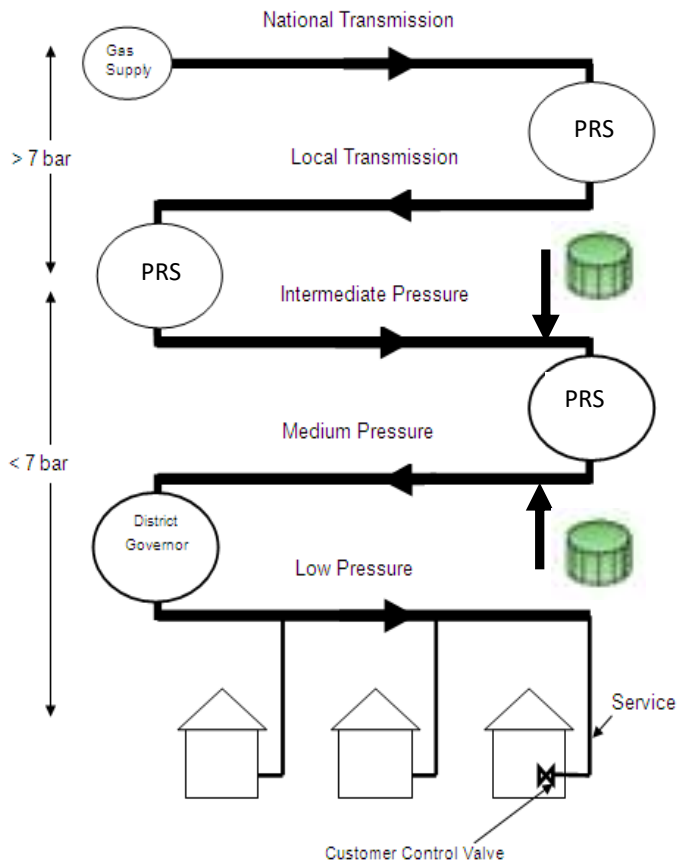 National Transmission
Gas
Supply
PRS
> 7 bar
Local Transmission
PRS
Intermediate Pressure
PRS
Medium Pressure
< 7 bar
District
Governor
Low Pressure
Service
Customer Control Valve